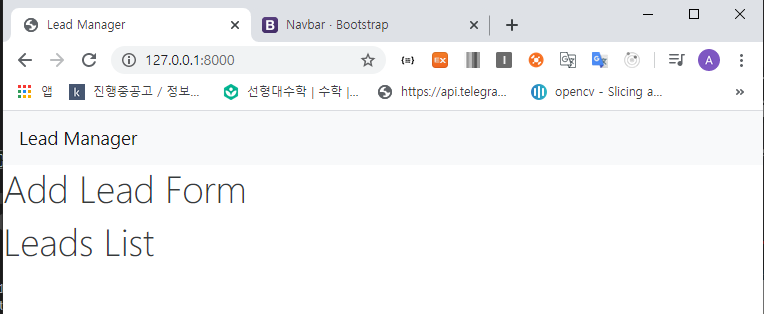 Lead Manager
Navbar · Bootstrap
127.0.0.1:8000
A
앱
진행중공고 / 정보...
선형대수학 | 수학 |...
https://api.telegra...
opencv - Slicing a...
Lead Manager
Add Lead Form
Leads List